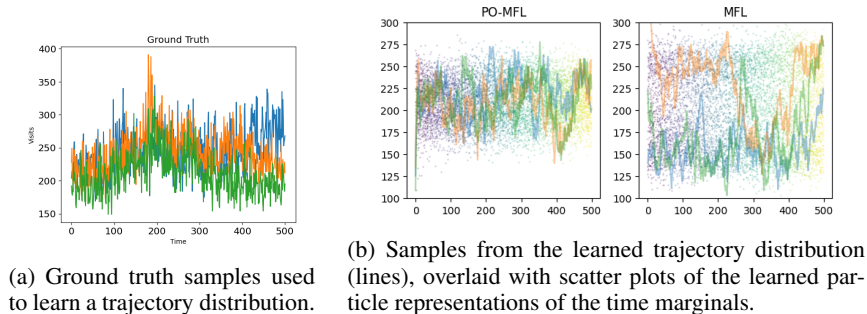 Ground Truth
400
350
300
250
200
150
Visits
0 100 200 300 400 500
Time
(a) Ground truth samples used
to learn a trajectory distribution.
PO-MFL
300
275
250
225
200
175
150
125
100
0 100 200 300 400 500
MFL
300
275
250
225
200
175
150
125
100
0 100 200 300 400 500
(b) Samples from the learned trajectory distribution
(lines), overlaid with scatter plots of the learned par-
ticle representations of the time marginals.